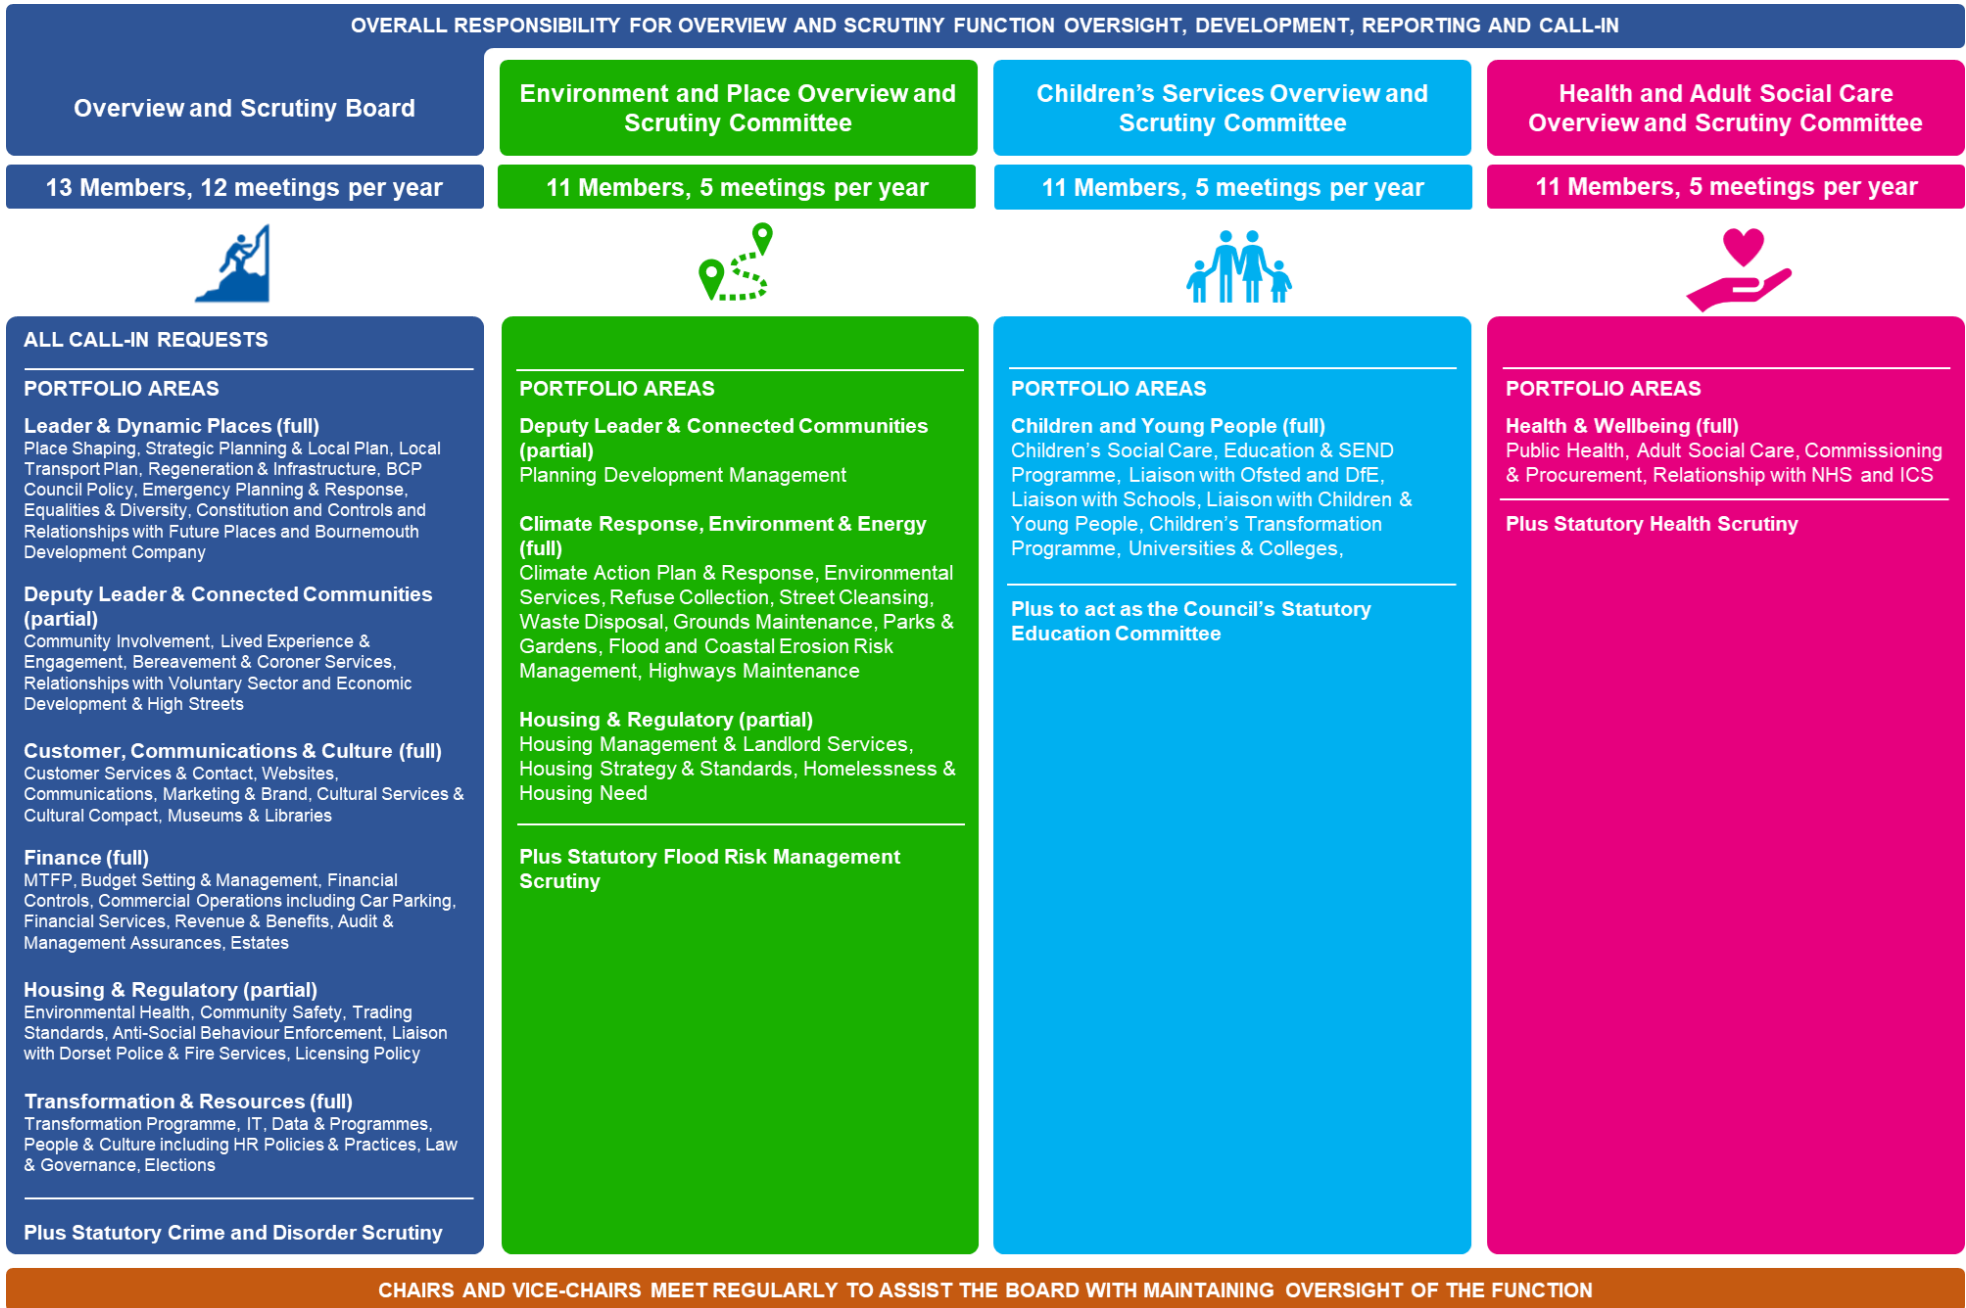 OVERALL RESPONSIBILITY FOR OVERVIEW AND SCRUTINY FUNCTION OVERSIGHT, DEVELOPMENT, REPORTING AND CALL-IN
Overview and Scrutiny Board
13 Members, 12 meetings per year
ALL CALL-IN REQUESTS
PORTFOLIO AREAS
Leader & Dynamic Places (full)
Place Shaping, Strategic Planning & Local Plan, Local
Transport Plan, Regeneration & Infrastructure, BCP
Council Policy, Emergency Planning & Response,
Equalities & Diversity, Constitution and Controls and
Relationships with Future Places and Bournemouth
Development Company
Deputy Leader & Connected Communities
(partial)
Community Involvement, Lived Experience &
Engagement, Bereavement & Coroner Services,
Relationships with Voluntary Sector and Economic
Development & High Streets
Customer, Communications & Culture (full)
Customer Services & Contact, Websites,
Communications, Marketing & Brand, Cultural Services &
Cultural Compact, Museums & Libraries
Finance (full)
MTFP, Budget Setting & Management, Financial
Controls, Commercial Operations including Car Parking,
Financial Services, Revenue & Benefits, Audit &
Management Assurances, Estates
Housing & Regulatory (partial)
Environmental Health, Community Safety, Trading
Standards, Anti-Social Behaviour Enforcement, Liaison
with Dorset Police & Fire Services, Licensing Policy
Transformation & Resources (full)
Transformation Programme, IT, Data & Programmes,
People & Culture including HR Policies & Practices, Law
& Governance, Elections
Plus Statutory Crime and Disorder Scrutiny
Environment and Place Overview and
Scrutiny Committee
11 Members, 5 meetings per year
PORTFOLIO AREAS
Deputy Leader & Connected Communities
(partial)
Planning Development Management
Climate Response, Environment & Energy
(full)
Climate Action Plan & Response, Environmental
Services, Refuse Collection, Street Cleansing,
Waste Disposal, Grounds Maintenance, Parks &
Gardens, Flood and Coastal Erosion Risk
Management, Highways Maintenance
Housing & Regulatory (partial)
Housing Management & Landlord Services,
Housing Strategy & Standards, Homelessness &
Housing Need
Plus Statutory Flood Risk Management
Scrutiny
Children’s Services Overview and
Scrutiny Committee
11 Members, 5 meetings per year
PORTFOLIO AREAS
Children and Young People (full)
Children’s Social Care, Education & SEND
Programme, Liaison with Ofsted and DfE,
Liaison with Schools, Liaison with Children &
Young People, Children’s Transformation
Programme, Universities & Colleges,
Plus to act as the Council’s Statutory
Education Committee
Health and Adult Social Care
Overview and Scrutiny Committee
11 Members, 5 meetings per year
PORTFOLIO AREAS
Health & Wellbeing (full)
Public Health, Adult Social Care, Commissioning
& Procurement, Relationship with NHS and ICS
Plus Statutory Health Scrutiny
CHAIRS AND VICE-CHAIRS MEET REGULARLY TO ASSIST THE BOARD WITH MAINTAINING OVERSIGHT OF THE FUNCTION